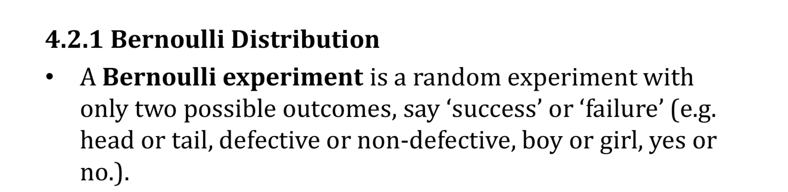 4.2.1 Bernoulli Distribution
• A Bernoulli experiment is a random experiment with
only two possible outcomes, say ‘success’ or ‘failure’ (e.g.
head or tail, defective or non-defective, boy or girl, yes or
no.).